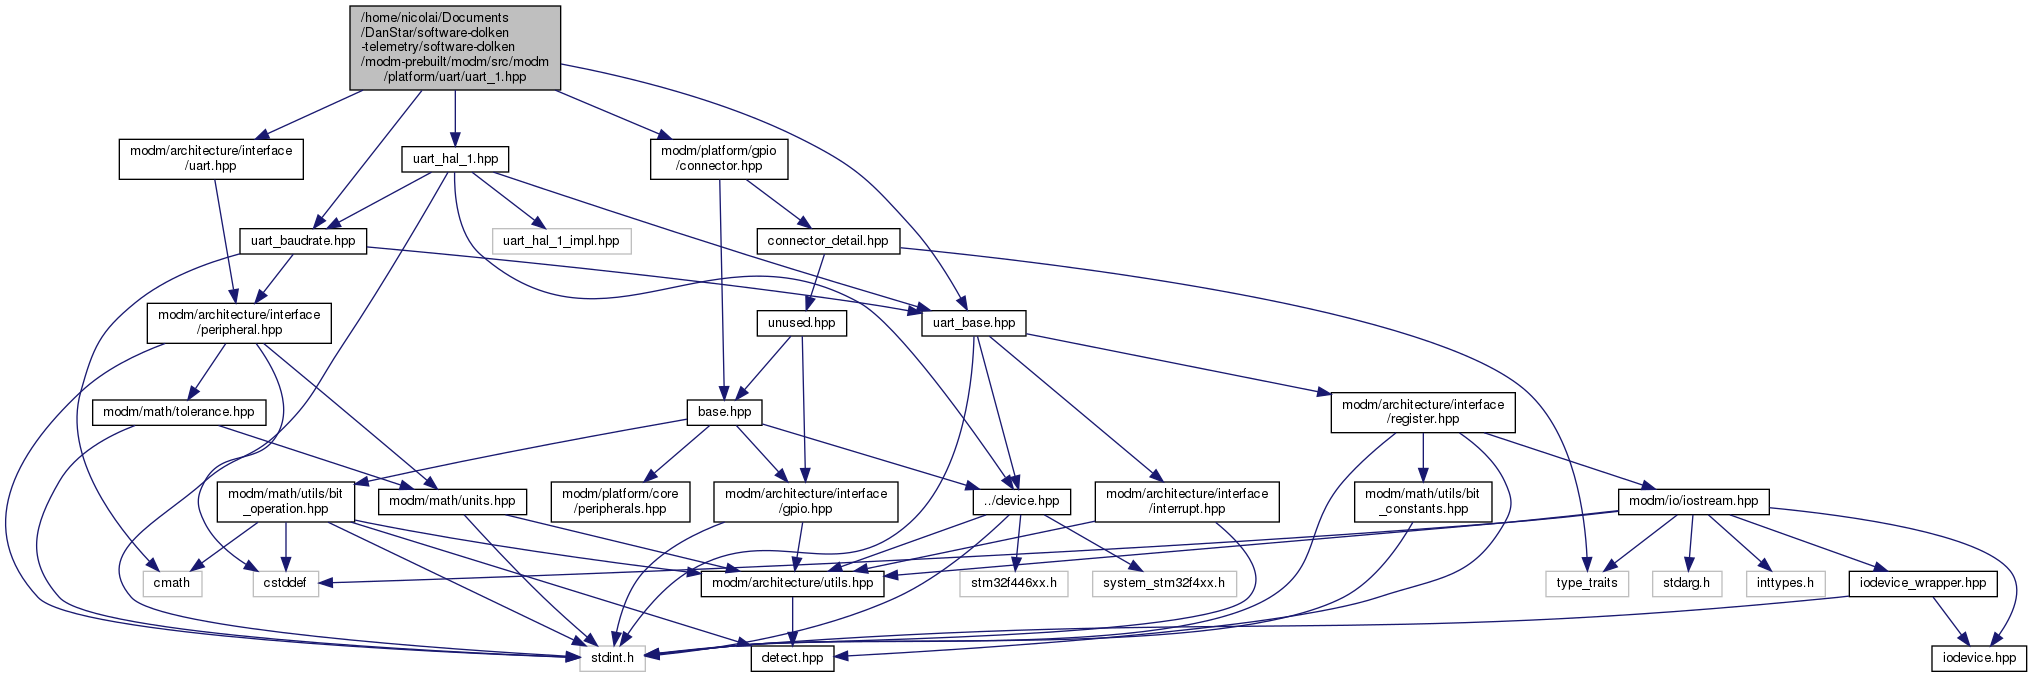 /home/nicolai/Documents
/DanStar/software-dolken
-telemetry/software-dolken
/modm-prebuilt/modm/src/modm
/platform/uart/uart_1.hpp
modm/architecture/interface
/uart.hpp
uart_hal_1.hpp
modm/platform/gpio
/connector.hpp
uart_baudrate.hpp
uart_hal_1_impl.hpp
connector_detail.hpp
modm/architecture/interface
/peripheral.hpp
unused.hpp
uart_base.hpp
modm/math/tolerance.hpp
base.hpp
modm/architecture/interface
/register.hpp
modm/math/utils/bit
_operation.hpp
modm/math/units.hpp
modm/platform/core
/peripherals.hpp
modm/architecture/interface
/gpio.hpp
../device.hpp
modm/architecture/interface
/interrupt.hpp
modm/math/utils/bit
_constants.hpp
modm/io/iostream.hpp
cmath
cstddef
modm/architecture/utils.hpp
stm32f446xx.h
system_stm32f4xx.h
type_traits
stdarg.h
inttypes.h
iodevice_wrapper.hpp
stdint.h
detect.hpp
iodevice.hpp